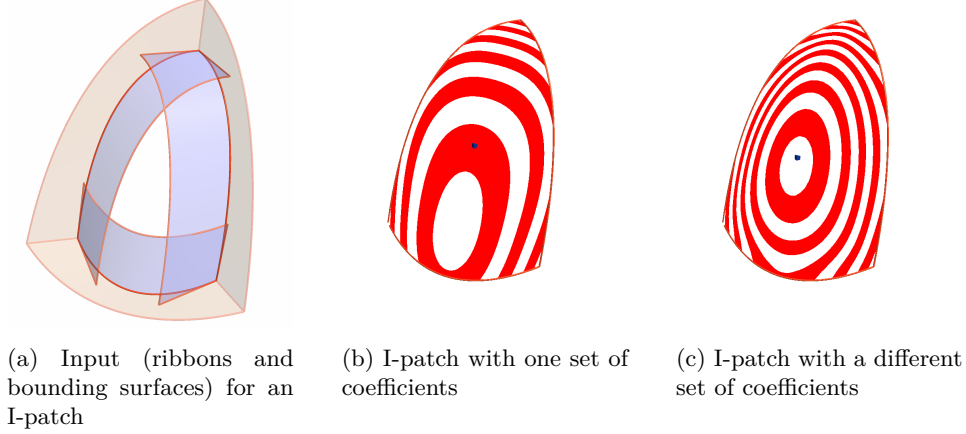 (a) Input (ribbons and
bounding surfaces) for an
I-patch
(b) I-patch with one set of
coefficients
(c) I-patch with a different
set of coefficients